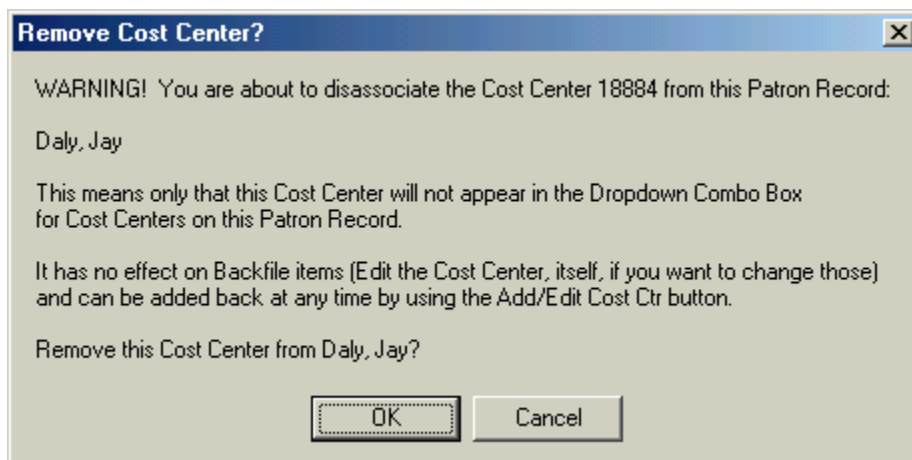 Remove Cost Center?
WARNING!  You are about to disassociate the Cost Center 18884 from this Patron Record:
Daly, Jay
This means only that this Cost Center will not appear in the Dropdown Combo Box
for Cost Centers on this Patron Record.
It has no effect on Backfile items (Edit the Cost Center, itself, if you want to change those)
and can be added back at any time by using the Add/Edit Cost Ctr button.
Remove this Cost Center from Daly, Jay?
OK
Cancel